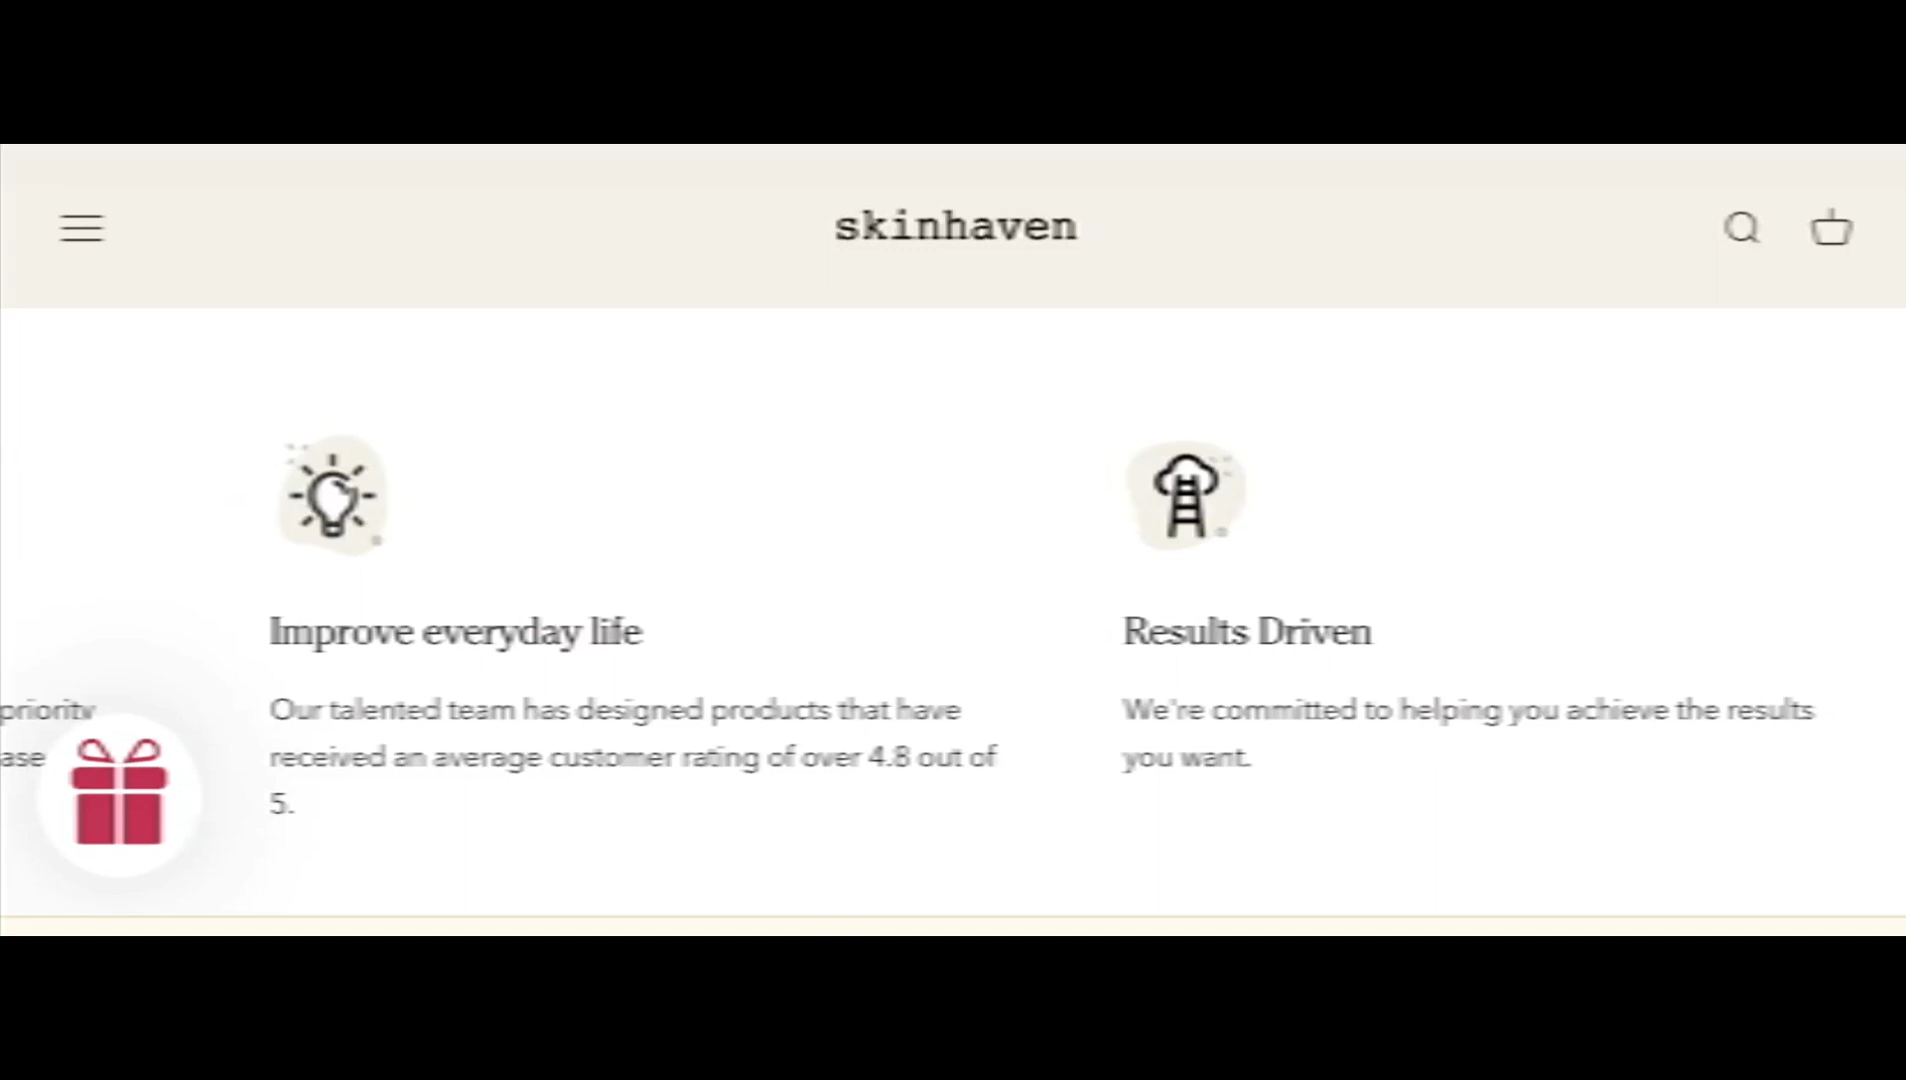 skinhaven
priority
ase
Improve everyday life
Our talented team has designed products that have
received an average customer rating of over 4.8 out of
5.
Results Driven
We're committed to helping you achieve the results
you want.